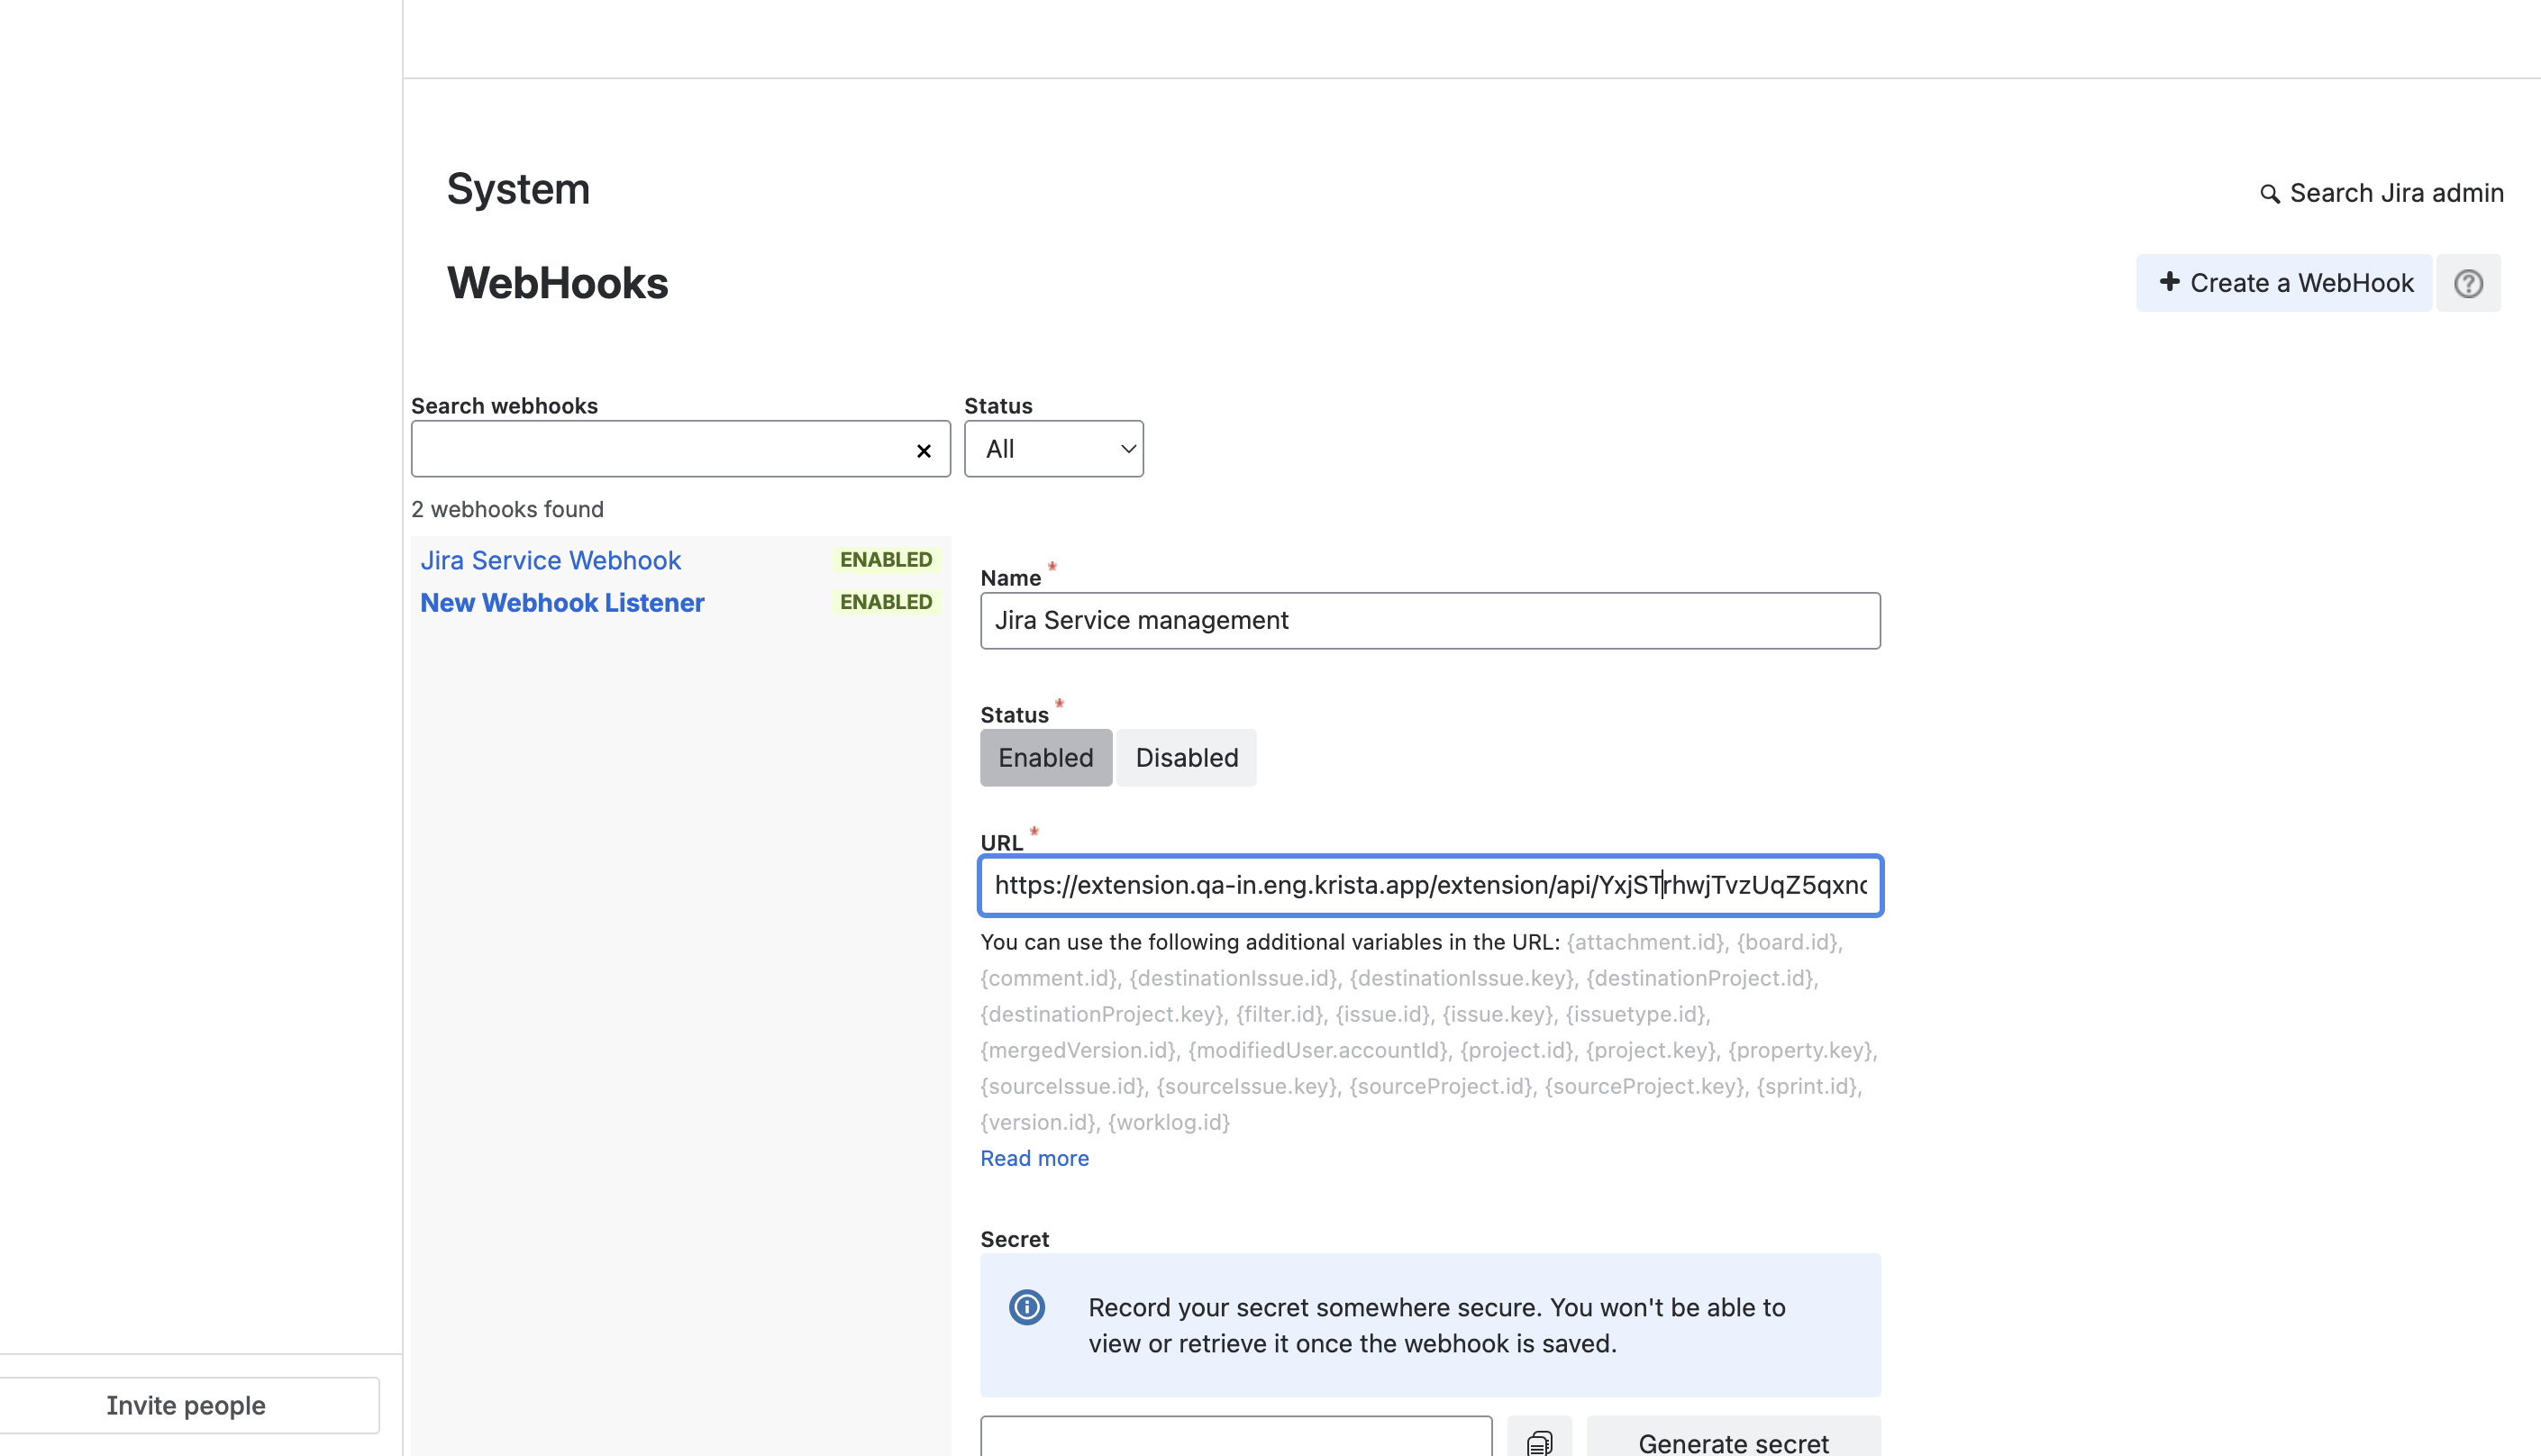 System
Search Jira admin
WebHooks
+ Create a WebHook
Search webhooks
Status
All
2 webhooks found
Jira Service Webhook ENABLED
New Webhook Listener ENABLED
Name *
Jira Service management
Status *
Enabled Disabled
URL *
https://extension.qa-in.eng.krista.app/extension/api/YxjSTrhwjTvzUqZ5qxn
You can use the following additional variables in the URL: {attachment.id}, {board.id},
{comment.id}, {destinationIssue.id}, {destinationIssue.key}, {destinationProject.id},
{destinationProject.key}, {filter.id}, {issue.id}, {issue.key}, {issuetype.id},
{mergedVersion.id}, {modifiedUser.accountId}, {project.id}, {project.key}, {property.key},
{sourceIssue.id}, {sourceIssue.key}, {sourceProject.id}, {sourceProject.key}, {sprint.id},
{version.id}, {worklog.id}
Read more
Secret
Record your secret somewhere secure. You won't be able to
view or retrieve it once the webhook is saved.
Generate secret
Invite people